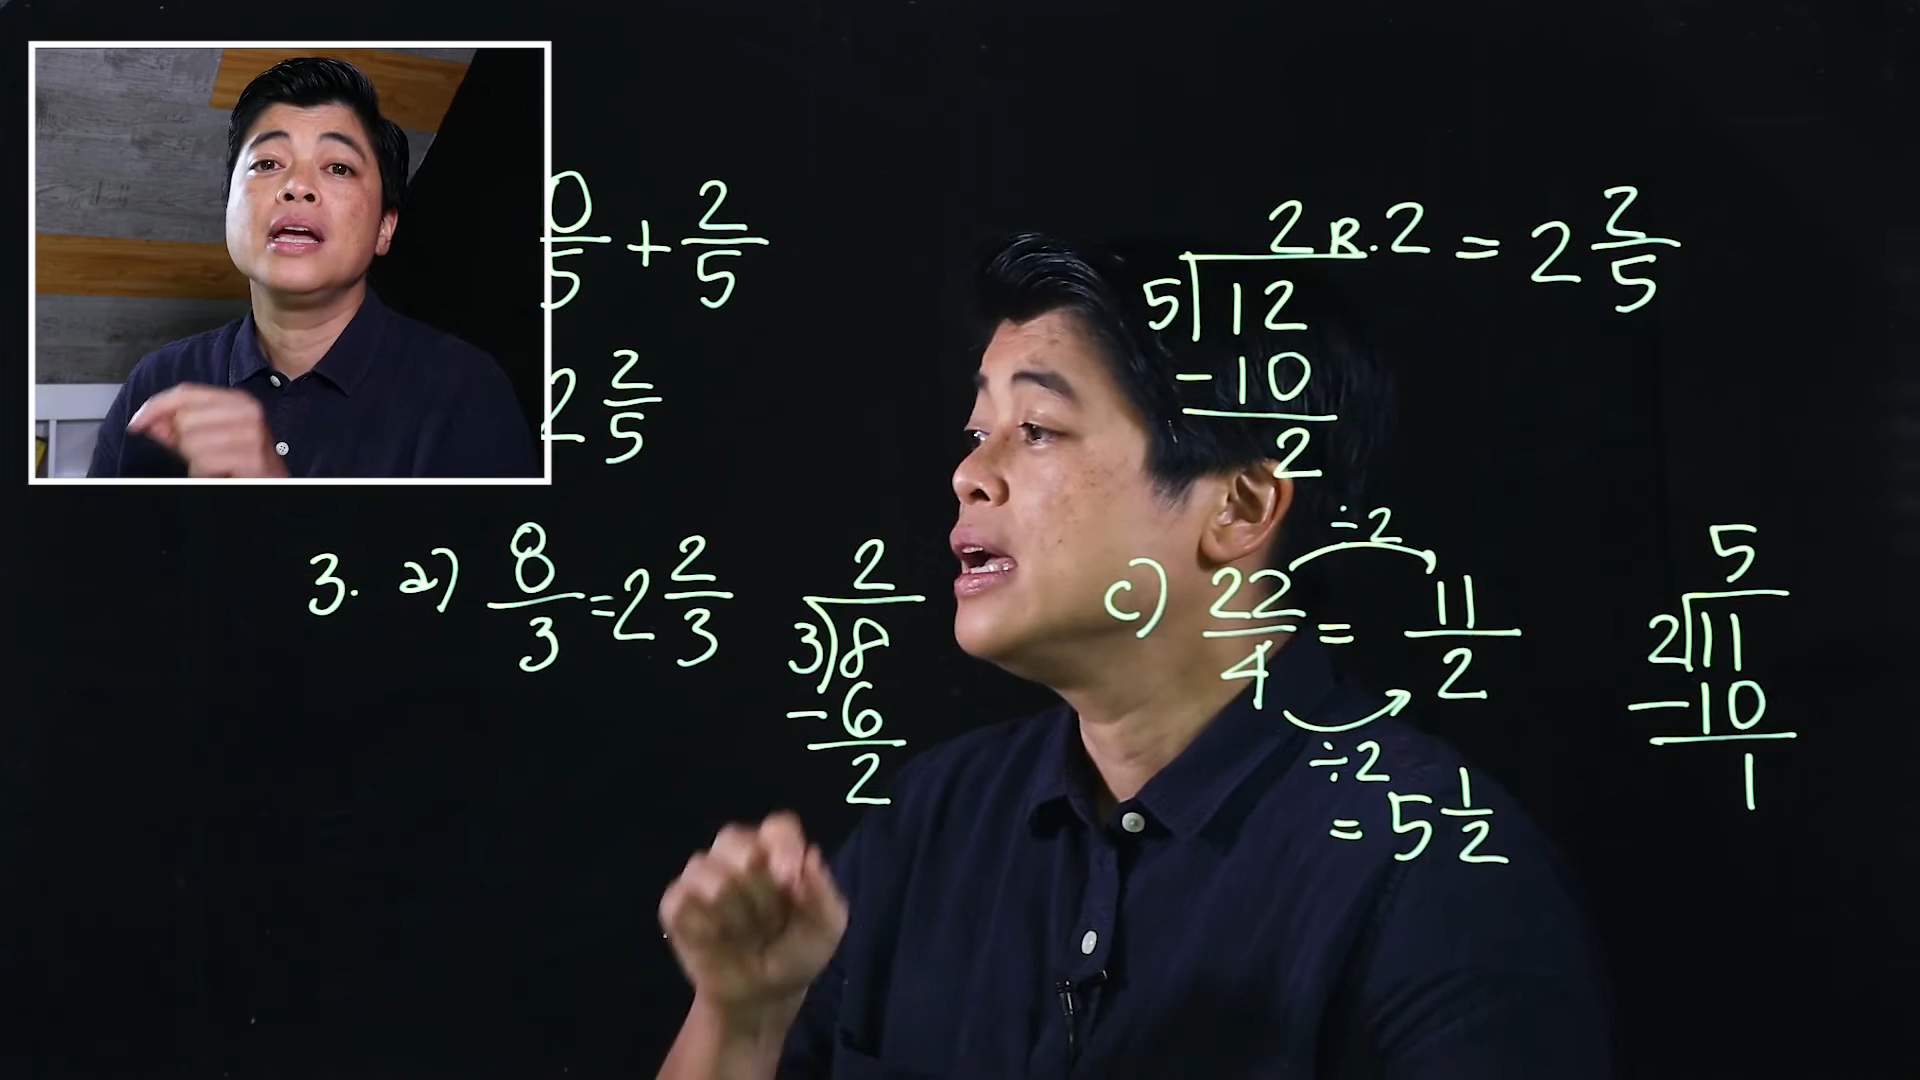 0/5 + 2/5
2 2/5
2 R.2 = 2 2/5
5)12
-10
2
3. a) 8/3 = 2 2/3
2
3)8
-6
2
c) 22/4 = 11/2
÷2
÷2
= 5 1/2
5
2)11
-10
1